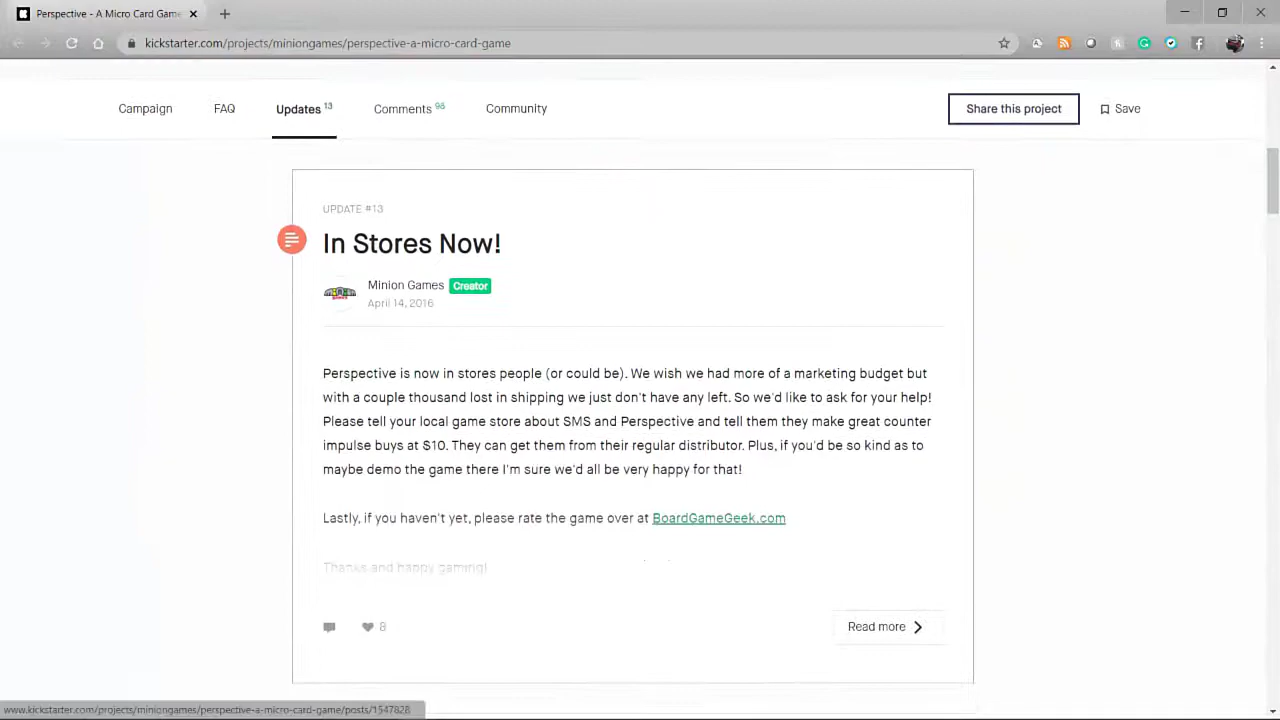 Perspective - A Micro Card Game
kickstarter.com/projects/miniongames/perspective-a-micro-card-game
Campaign FAQ Updates 13 Comments 98 Community Share this project Save
UPDATE #13
In Stores Now!
Minion Games Creator
April 14, 2016
Perspective is now in stores people (or could be). We wish we had more of a marketing budget but
with a couple thousand lost in shipping we just don't have any left. So we'd like to ask for your help!
Please tell your local game store about SMS and Perspective and tell them they make great counter
impulse buys at $10. They can get them from their regular distributor. Plus, if you'd be so kind as to
maybe demo the game there I'm sure we'd all be very happy for that!
Lastly, if you haven't yet, please rate the game over at BoardGameGeek.com
Thanks and happy gaming!
8 Read more
www.kickstarter.com/projects/miniongames/perspective-a-micro-card-game/posts/1547828